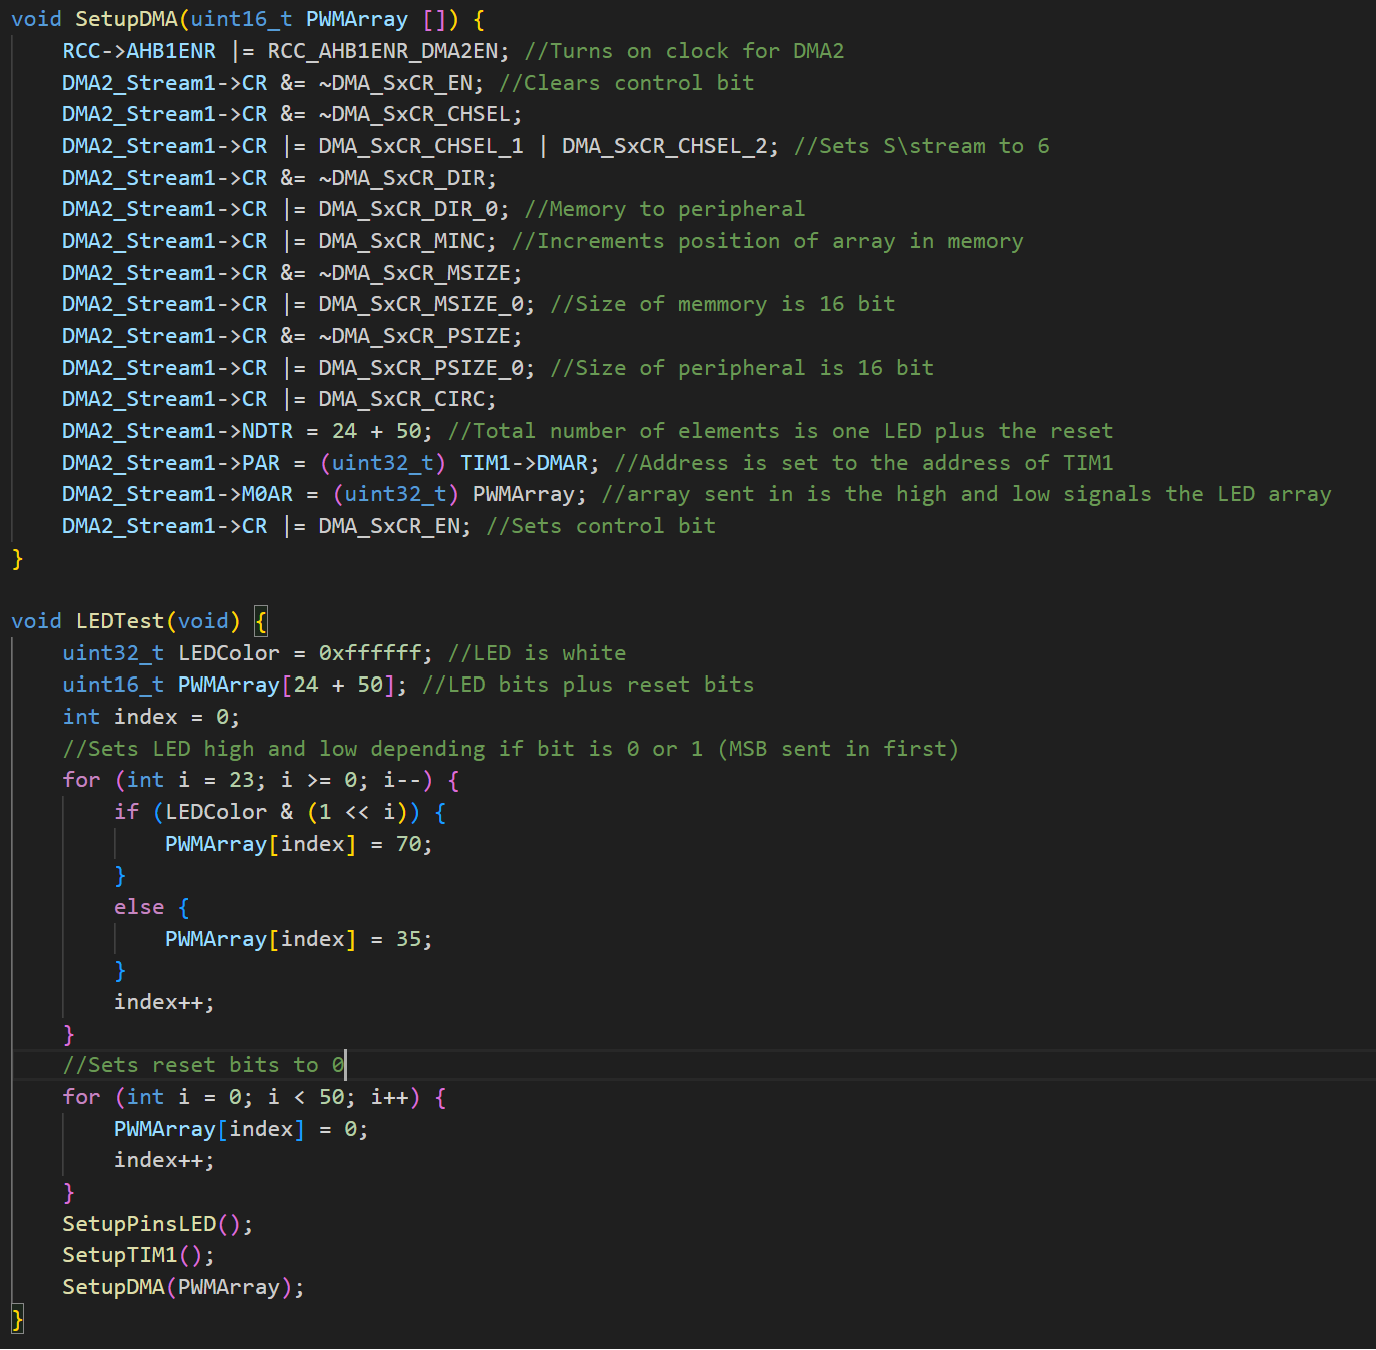 void SetupDMA(uint16_t PWMArray []) {
    RCC->AHB1ENR |= RCC_AHB1ENR_DMA2EN; //Turns on clock for DMA2
    DMA2_Stream1->CR &= ~DMA_SxCR_EN; //Clears control bit
    DMA2_Stream1->CR &= ~DMA_SxCR_CHSEL;
    DMA2_Stream1->CR |= DMA_SxCR_CHSEL_1 | DMA_SxCR_CHSEL_2; //Sets S\stream to 6
    DMA2_Stream1->CR &= ~DMA_SxCR_DIR;
    DMA2_Stream1->CR |= DMA_SxCR_DIR_0; //Memory to peripheral
    DMA2_Stream1->CR |= DMA_SxCR_MINC; //Increments position of array in memory
    DMA2_Stream1->CR &= ~DMA_SxCR_MSIZE;
    DMA2_Stream1->CR |= DMA_SxCR_MSIZE_0; //Size of memmory is 16 bit
    DMA2_Stream1->CR &= ~DMA_SxCR_PSIZE;
    DMA2_Stream1->CR |= DMA_SxCR_PSIZE_0; //Size of peripheral is 16 bit
    DMA2_Stream1->CR |= DMA_SxCR_CIRC;
    DMA2_Stream1->NDTR = 24 + 50; //Total number of elements is one LED plus the reset
    DMA2_Stream1->PAR = (uint32_t) TIM1->DMAR; //Address is set to the address of TIM1
    DMA2_Stream1->M0AR = (uint32_t) PWMArray; //array sent in is the high and low signals the LED array
    DMA2_Stream1->CR |= DMA_SxCR_EN; //Sets control bit
}

void LEDTest(void) {
    uint32_t LEDColor = 0xffffff; //LED is white
    uint16_t PWMArray[24 + 50]; //LED bits plus reset bits
    int index = 0;
    //Sets LED high and low depending if bit is 0 or 1 (MSB sent in first)
    for (int i = 23; i >= 0; i--) {
        if (LEDColor & (1 << i)) {
            PWMArray[index] = 70;
        }
        else {
            PWMArray[index] = 35;
        }
        index++;
    }
    //Sets reset bits to 0
    for (int i = 0; i < 50; i++) {
        PWMArray[index] = 0;
        index++;
    }
    SetupPinsLED();
    SetupTIM1();
    SetupDMA(PWMArray);
}